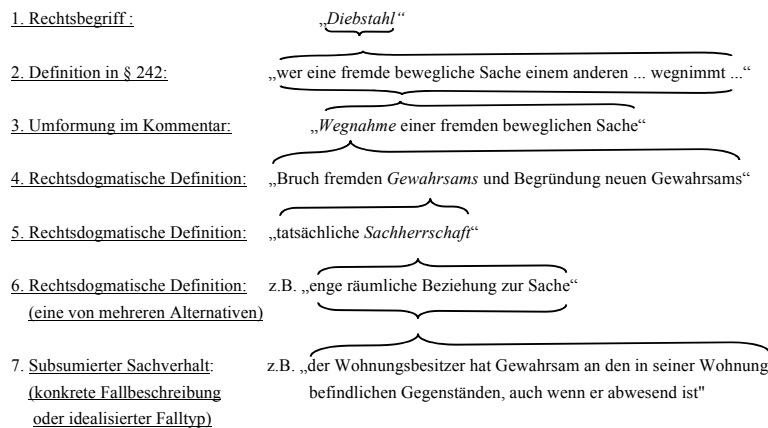 1. Rechtsbegriff : „Diebstahl“
2. Definition in § 242: „wer eine fremde bewegliche Sache einem anderen ... wegnimmt ...“
3. Umformung im Kommentar: „Wegnahme einer fremden beweglichen Sache“
4. Rechtsdogmatische Definition: „Bruch fremden Gewahrsams und Begründung neuen Gewahrsams“
5. Rechtsdogmatische Definition: „tatsächliche Sachherrschaft“
6. Rechtsdogmatische Definition: z.B. „enge räumliche Beziehung zur Sache“
(eine von mehreren Alternativen)
7. Subsumierter Sachverhalt: z.B. „der Wohnungsbesitzer hat Gewahrsam an den in seiner Wohnung
(konkrete Fallbeschreibung befindlichen Gegenständen, auch wenn er abwesend ist"
oder idealisierter Falltyp)